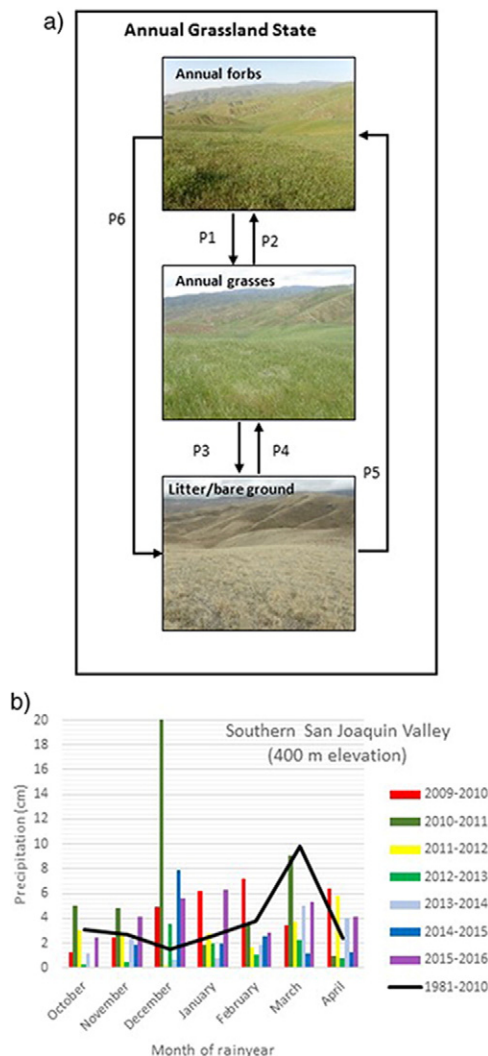 a)
Annual Grassland State
Annual forbs
P6
P1
P2
Annual grasses
P3
P4
P5
Litter/bare ground
b)
Southern San Joaquin Valley
(400 m elevation)
Precipitation (cm)
20
18
16
14
12
10
8
6
4
2
0
October
November
December
January
February
March
April
Month of rainyear
2009-2010
2010-2011
2011-2012
2012-2013
2013-2014
2014-2015
2015-2016
1981-2010